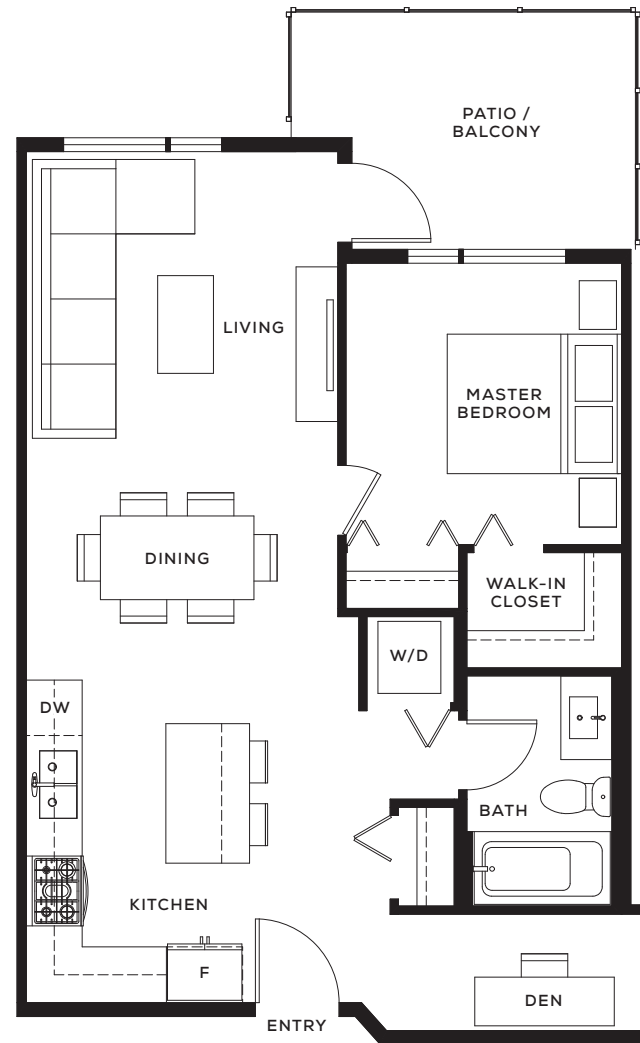 PATIO /
BALCONY
LIVING
MASTER
BEDROOM
DINING
WALK-IN
CLOSET
W/D
DW
BATH
KITCHEN
F
DEN
ENTRY